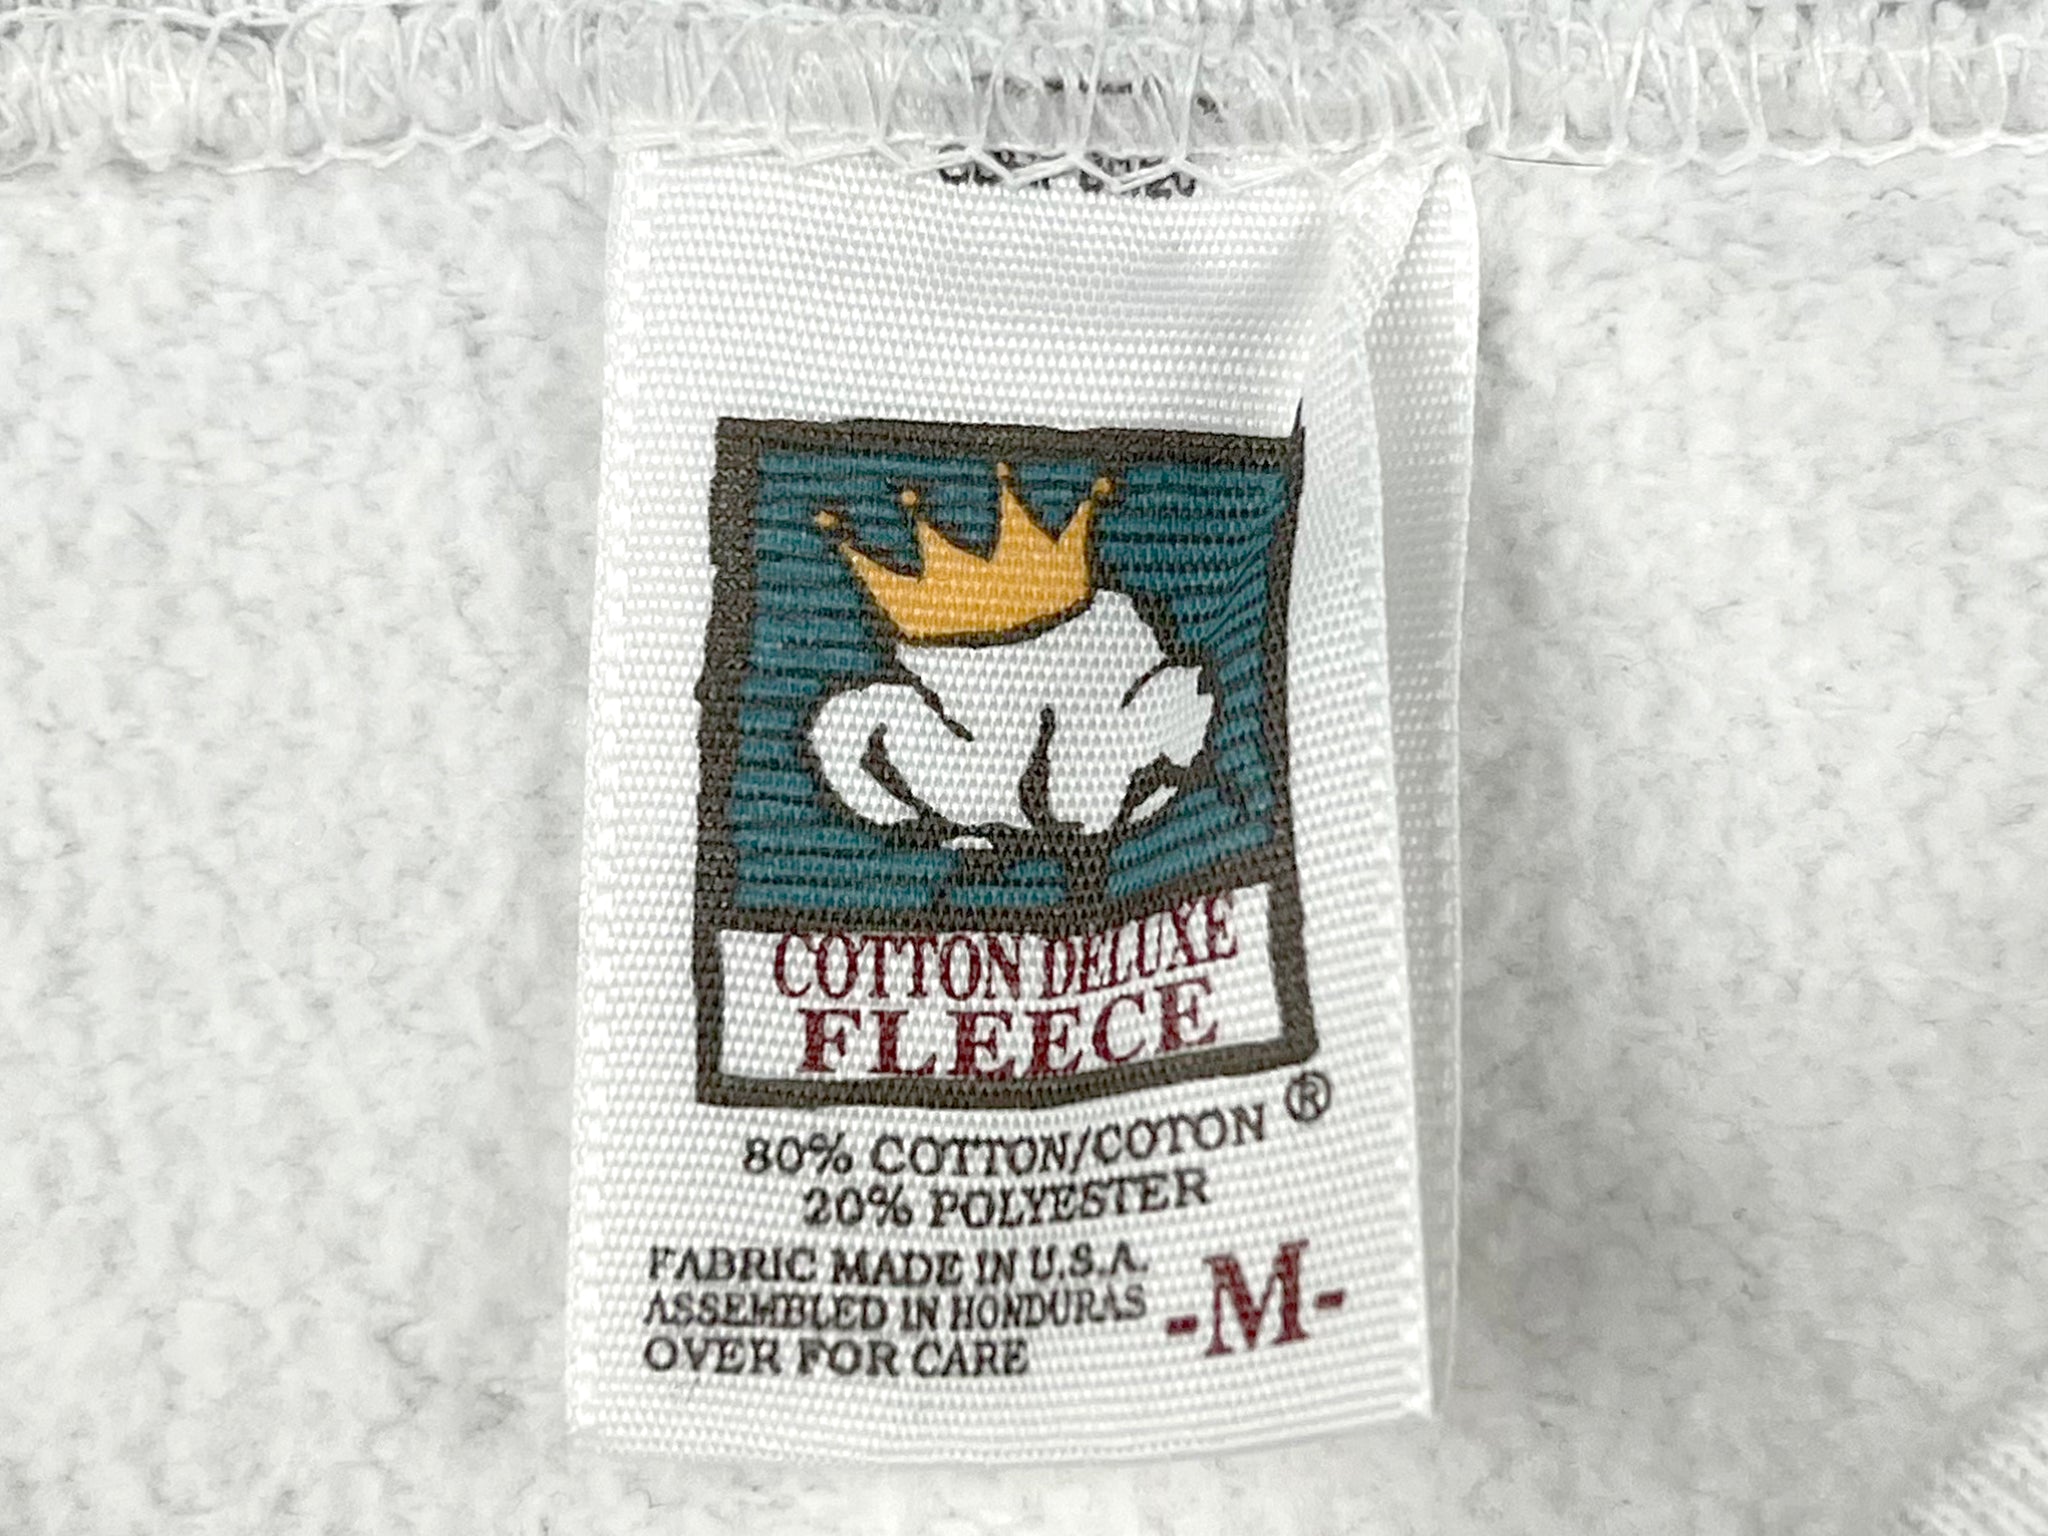 COTTON DELUXE
FLEECE
®
80% COTTON/COTON
20% POLYESTER
FABRIC MADE IN U.S.A.
ASSEMBLED IN HONDURAS
OVER FOR CARE
-M-